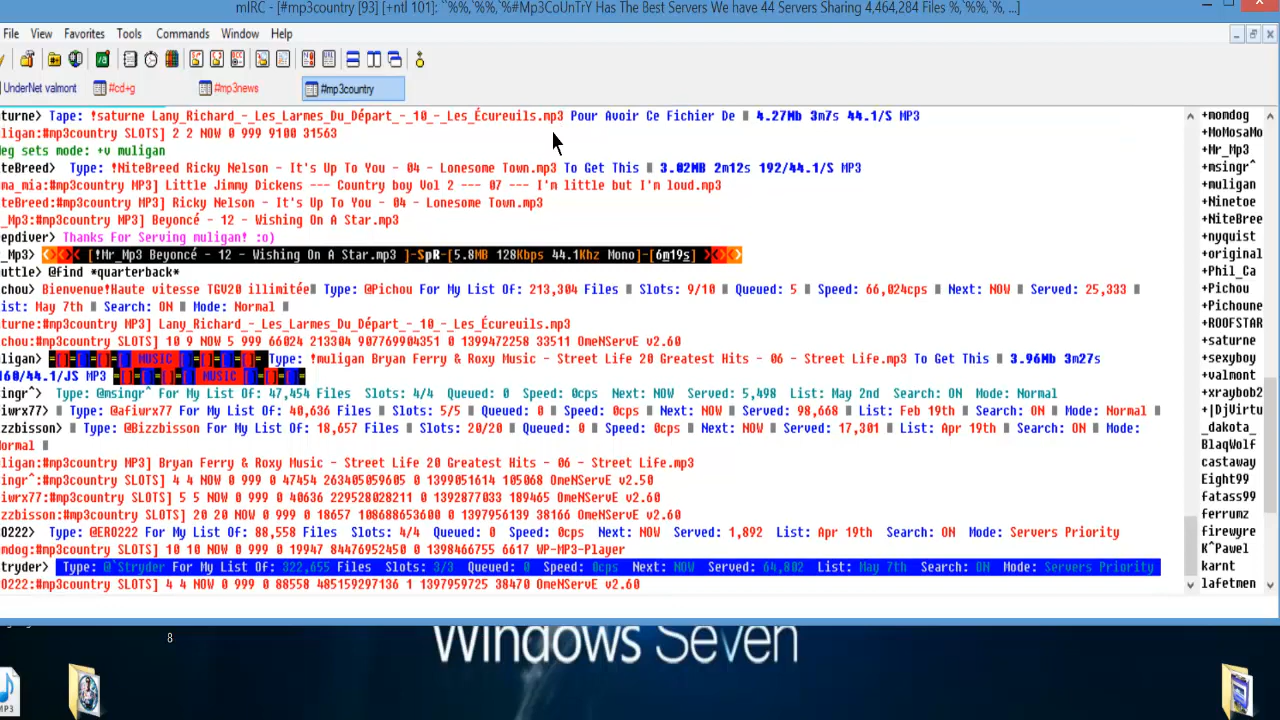 mIRC - [#mp3country [93] [+ntl 101]: ``%%,`%%,`%#Mp3CoUnTrY Has The Best Servers We have 44 Servers Sharing 4,464,284 Files %,`%%,`%, ...]
File View Favorites Tools Commands Window Help
UnderNet valmont #cd+g #mp3news #mp3country
turne> Tape: !saturne Lany_Richard_-_Les_Larmes_Du_Départ_-_10_-_Les_Écureuils.mp3 Pour Avoir Ce Fichier De 4.27Mb 3m7s 44.1/S MP3
ligan:#mp3country SLOTS] 2 2 NOW 0 999 9100 31563
eg sets mode: +v muligan
teBreed> Type: !NiteBreed Ricky Nelson - It's Up To You - 04 - Lonesome Town.mp3 To Get This 3.02MB 2m12s 192/44.1/S MP3
ma_mia:#mp3country MP3] Little Jimmy Dickens --- Country boy Vol 2 --- 07 --- I'm little but I'm loud.mp3
teBreed:#mp3country MP3] Ricky Nelson - It's Up To You - 04 - Lonesome Town.mp3
_Mp3:#mp3country MP3] Beyoncé - 12 - Wishing On A Star.mp3
epdiver> Thanks For Serving muligan! :o)
_Mp3> <><>< [!Mr_Mp3 Beyoncé - 12 - Wishing On A Star.mp3 ]-SpR-[5.8MB 128Kbps 44.1Khz Mono]-[6m19s] ><><>
uttle> @find *quarterback*
chou> Bienvenue!Haute vitesse TGV20 illimitée Type: @Pichou For My List Of: 213,304 Files Slots: 9/10 Queued: 5 Speed: 66,024cps Next: NOW Served: 25,333
ist: May 7th Search: ON Mode: Normal
turne:#mp3country MP3] Lany_Richard_-_Les_Larmes_Du_Départ_-_10_-_Les_Écureuils.mp3
chou:#mp3country SLOTS] 10 9 NOW 5 999 66024 213304 907769904351 0 1399472258 33511 OmeNServE v2.60
ligan> =[]=[]=[]=[] MUSIC []=[]=[]=[]= Type: !muligan Bryan Ferry & Roxy Music - Street Life 20 Greatest Hits - 06 - Street Life.mp3 To Get This 3.96Mb 3m27s
160/44.1/JS MP3 =[]=[]=[]=[] MUSIC []=[]=[]=[]=
singr^> Type: @msingr^ For My List Of: 47,454 Files Slots: 4/4 Queued: 0 Speed: 0cps Next: NOW Served: 5,498 List: May 2nd Search: ON Mode: Normal
iwrx77> Type: @afiwrx77 For My List Of: 40,636 Files Slots: 5/5 Queued: 0 Speed: 0cps Next: NOW Served: 98,668 List: Feb 19th Search: ON Mode: Normal
zzbisson> Type: @Bizzbisson For My List Of: 18,657 Files Slots: 20/20 Queued: 0 Speed: 0cps Next: NOW Served: 17,301 List: Apr 19th Search: ON Mode:
ormal
ligan:#mp3country MP3] Bryan Ferry & Roxy Music - Street Life 20 Greatest Hits - 06 - Street Life.mp3
singr^:#mp3country SLOTS] 4 4 NOW 0 999 0 47454 263405059605 0 1399051614 105068 OmeNServE v2.50
iwrx77:#mp3country SLOTS] 5 5 NOW 0 999 0 40636 229528028211 0 1392877033 189465 OmeNServE v2.60
zzbisson:#mp3country SLOTS] 20 20 NOW 0 999 0 18657 108688653600 0 1397956139 38166 OmeNServE v2.60
O222> Type: @ERO222 For My List Of: 88,558 Files Slots: 4/4 Queued: 0 Speed: 0cps Next: NOW Served: 1,892 List: Apr 19th Search: ON Mode: Servers Priority
mdog:#mp3country SLOTS] 10 10 NOW 0 999 0 19947 84476952450 0 1398466755 6617 WP-MP3-Player
tryder> Type: @`Stryder For My List Of: 322,655 Files Slots: 3/3 Queued: 0 Speed: 0cps Next: NOW Served: 64,802 List: May 7th Search: ON Mode: Servers Priority
O222:#mp3country SLOTS] 4 4 NOW 0 999 0 88558 485159297136 1 1397959725 38470 OmeNServE v2.60
+mondog
+MoMosaMo
+Mr_Mp3
+msingr^
+muligan
+Ninetoe
+NiteBree
+nyquist
+original
+Phil_Ca
+Pichou
+Pichoune
+ROOFSTAR
+saturne
+sexyboy
+valmont
+xraybob2
+|DjVirtu
_dakota_
BlaqWolf
castaway
Eight99
fatass99
ferrumz
firewyre
K^Pawel
karnt
lafetmen
8
Windows Seven
MP3